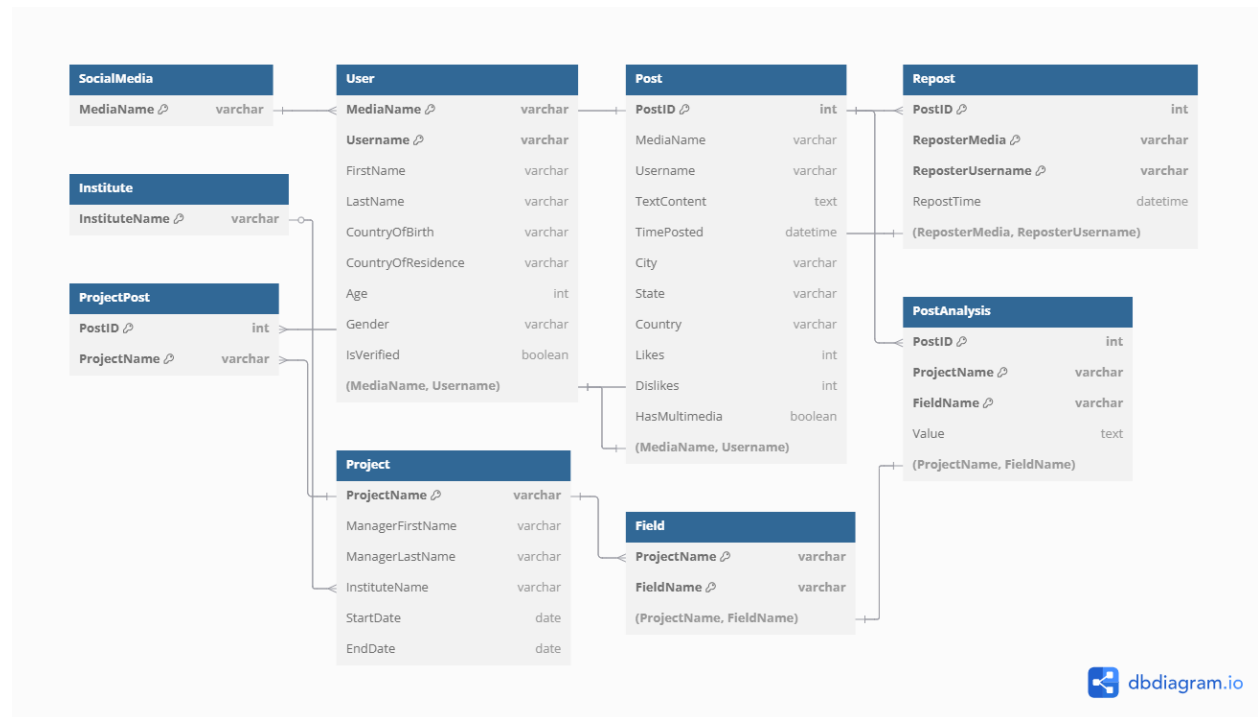 SocialMedia
MediaName varchar
Institute
InstituteName varchar
ProjectPost
PostID int
ProjectName varchar
User
MediaName varchar
Username varchar
FirstName varchar
LastName varchar
CountryOfBirth varchar
CountryOfResidence varchar
Age int
Gender varchar
IsVerified boolean
(MediaName, Username)
Project
ProjectName varchar
ManagerFirstName varchar
ManagerLastName varchar
InstituteName varchar
StartDate date
EndDate date
Post
PostID int
MediaName varchar
Username varchar
TextContent text
TimePosted datetime
City varchar
State varchar
Country varchar
Likes int
Dislikes int
HasMultimedia boolean
(MediaName, Username)
Field
ProjectName varchar
FieldName varchar
(ProjectName, FieldName)
Repost
PostID int
ReposterMedia varchar
ReposterUsername varchar
RepostTime datetime
(ReposterMedia, ReposterUsername)
PostAnalysis
PostID int
ProjectName varchar
FieldName varchar
Value text
(ProjectName, FieldName)
dbdiagram.io